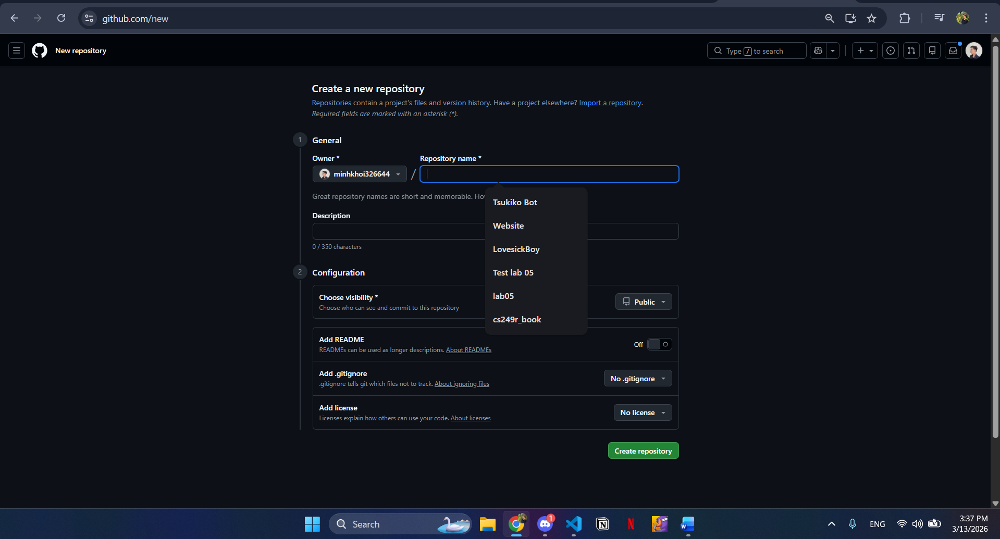 github.com/new
New repository
Type / to search
Create a new repository
Repositories contain a project's files and version history. Have a project elsewhere? Import a repository.
Required fields are marked with an asterisk (*).
1 General
Owner * Repository name *
minhkhoi326644 /
Great repository names are short and memorable. How
Tsukiko Bot
Website
LovesickBoy
Test lab 05
lab05
cs249r_book
Description
0 / 350 characters
2 Configuration
Choose visibility *
Choose who can see and commit to this repository
Public
Add README
READMEs can be used as longer descriptions. About READMEs
Off
Add .gitignore
.gitignore tells git which files not to track. About ignoring files
No .gitignore
Add license
Licenses explain how others can use your code. About licenses
No license
Create repository
Search
1
N
N
W
ENG
3:37 PM
3/13/2026